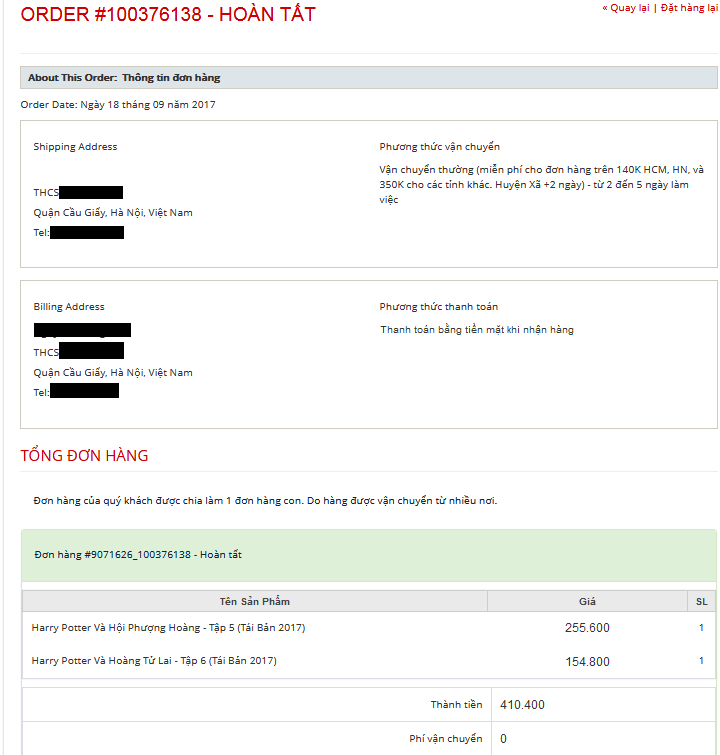 ORDER #100376138 - HOÀN TẤT
« Quay lại | Đặt hàng lại
About This Order: Thông tin đơn hàng
Order Date: Ngày 18 tháng 09 năm 2017
Shipping Address
THCS
Quận Cầu Giấy, Hà Nội, Việt Nam
Tel:
Phương thức vận chuyển
Vận chuyển thường (miễn phí cho đơn hàng trên 140K HCM, HN, và
350K cho các tỉnh khác. Huyện Xã +2 ngày) - từ 2 đến 5 ngày làm
việc
Billing Address
THCS
Quận Cầu Giấy, Hà Nội, Việt Nam
Tel:
Phương thức thanh toán
Thanh toán bằng tiền mặt khi nhận hàng
TỔNG ĐƠN HÀNG
Đơn hàng của quý khách được chia làm 1 đơn hàng con. Do hàng được vận chuyển từ nhiều nơi.
Đơn hàng #9071626_100376138 - Hoàn tất
Tên Sản Phẩm Giá SL
Harry Potter Và Hội Phượng Hoàng - Tập 5 (Tái Bản 2017) 255.600 1
Harry Potter Và Hoàng Tử Lai - Tập 6 (Tái Bản 2017) 154.800 1
Thành tiền 410.400
Phí vận chuyển 0